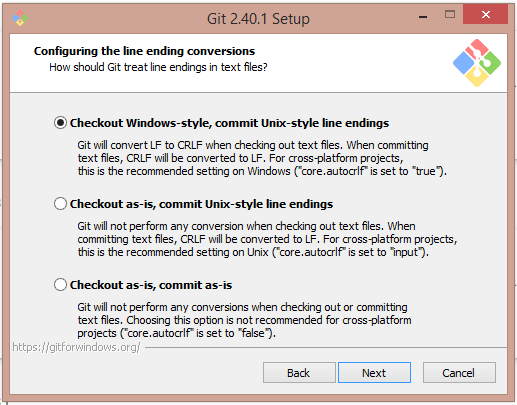 Git 2.40.1 Setup
Configuring the line ending conversions
How should Git treat line endings in text files?
Checkout Windows-style, commit Unix-style line endings
Git will convert LF to CRLF when checking out text files. When committing
text files, CRLF will be converted to LF. For cross-platform projects,
this is the recommended setting on Windows ("core.autocrlf" is set to "true").
Checkout as-is, commit Unix-style line endings
Git will not perform any conversion when checking out text files. When
committing text files, CRLF will be converted to LF. For cross-platform projects,
this is the recommended setting on Unix ("core.autocrlf" is set to "input").
Checkout as-is, commit as-is
Git will not perform any conversions when checking out or committing
text files. Choosing this option is not recommended for cross-platform
projects ("core.autocrlf" is set to "false").
https://gitforwindows.org/
Back Next Cancel